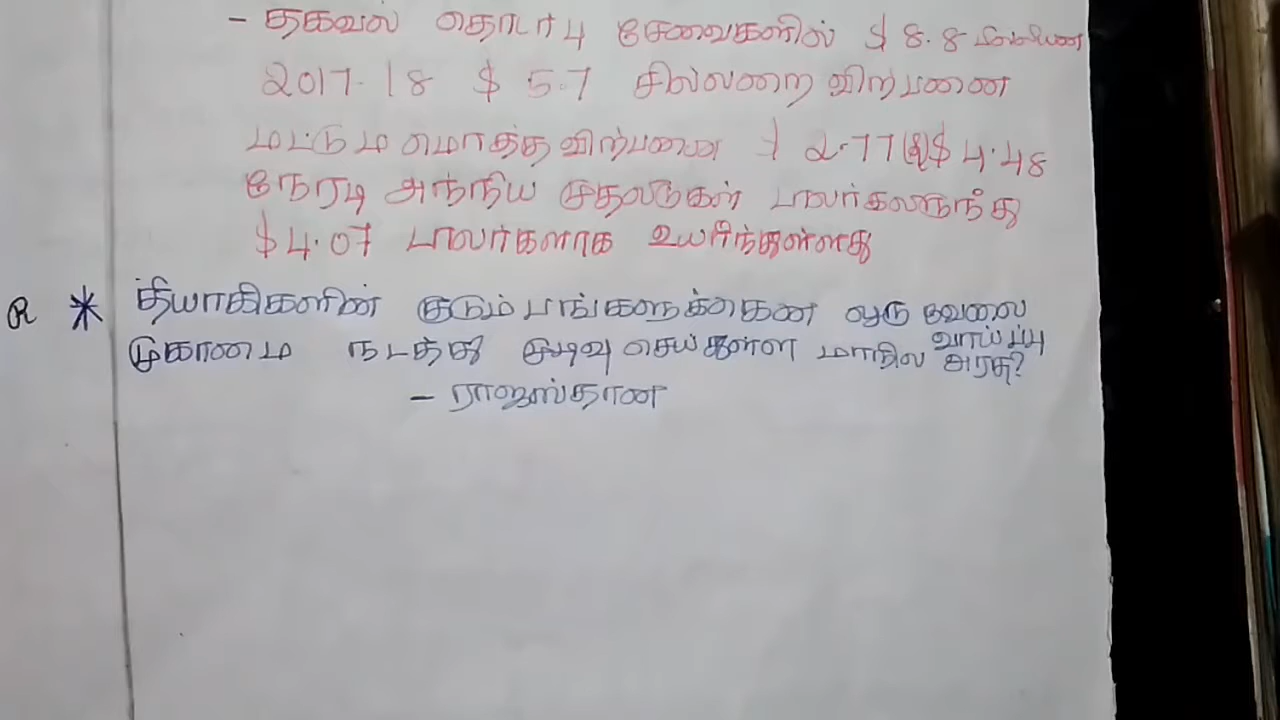 - தகவல் தொடர்பு சேவைகளில் $ 8.8 மில்லியன்
2017-18 $ 5.7 சில்லறை விற்பனை
மட்டும் மொத்த விற்பனை $ 2.77 $ 4.48
நேரடி அந்நிய முதலீடுகள் டாலர்கலருந்து
$ 4.07 டாலர்களாக உயர்ந்துள்ளது
R * தியாகிகளின் குடும்பங்களுக்கென ஒரு வேலை
வாய்ப்பு
முகாமை நடத்து முடிவு செய்துள்ள மாநில அரசு?
- ராஜஸ்தான்